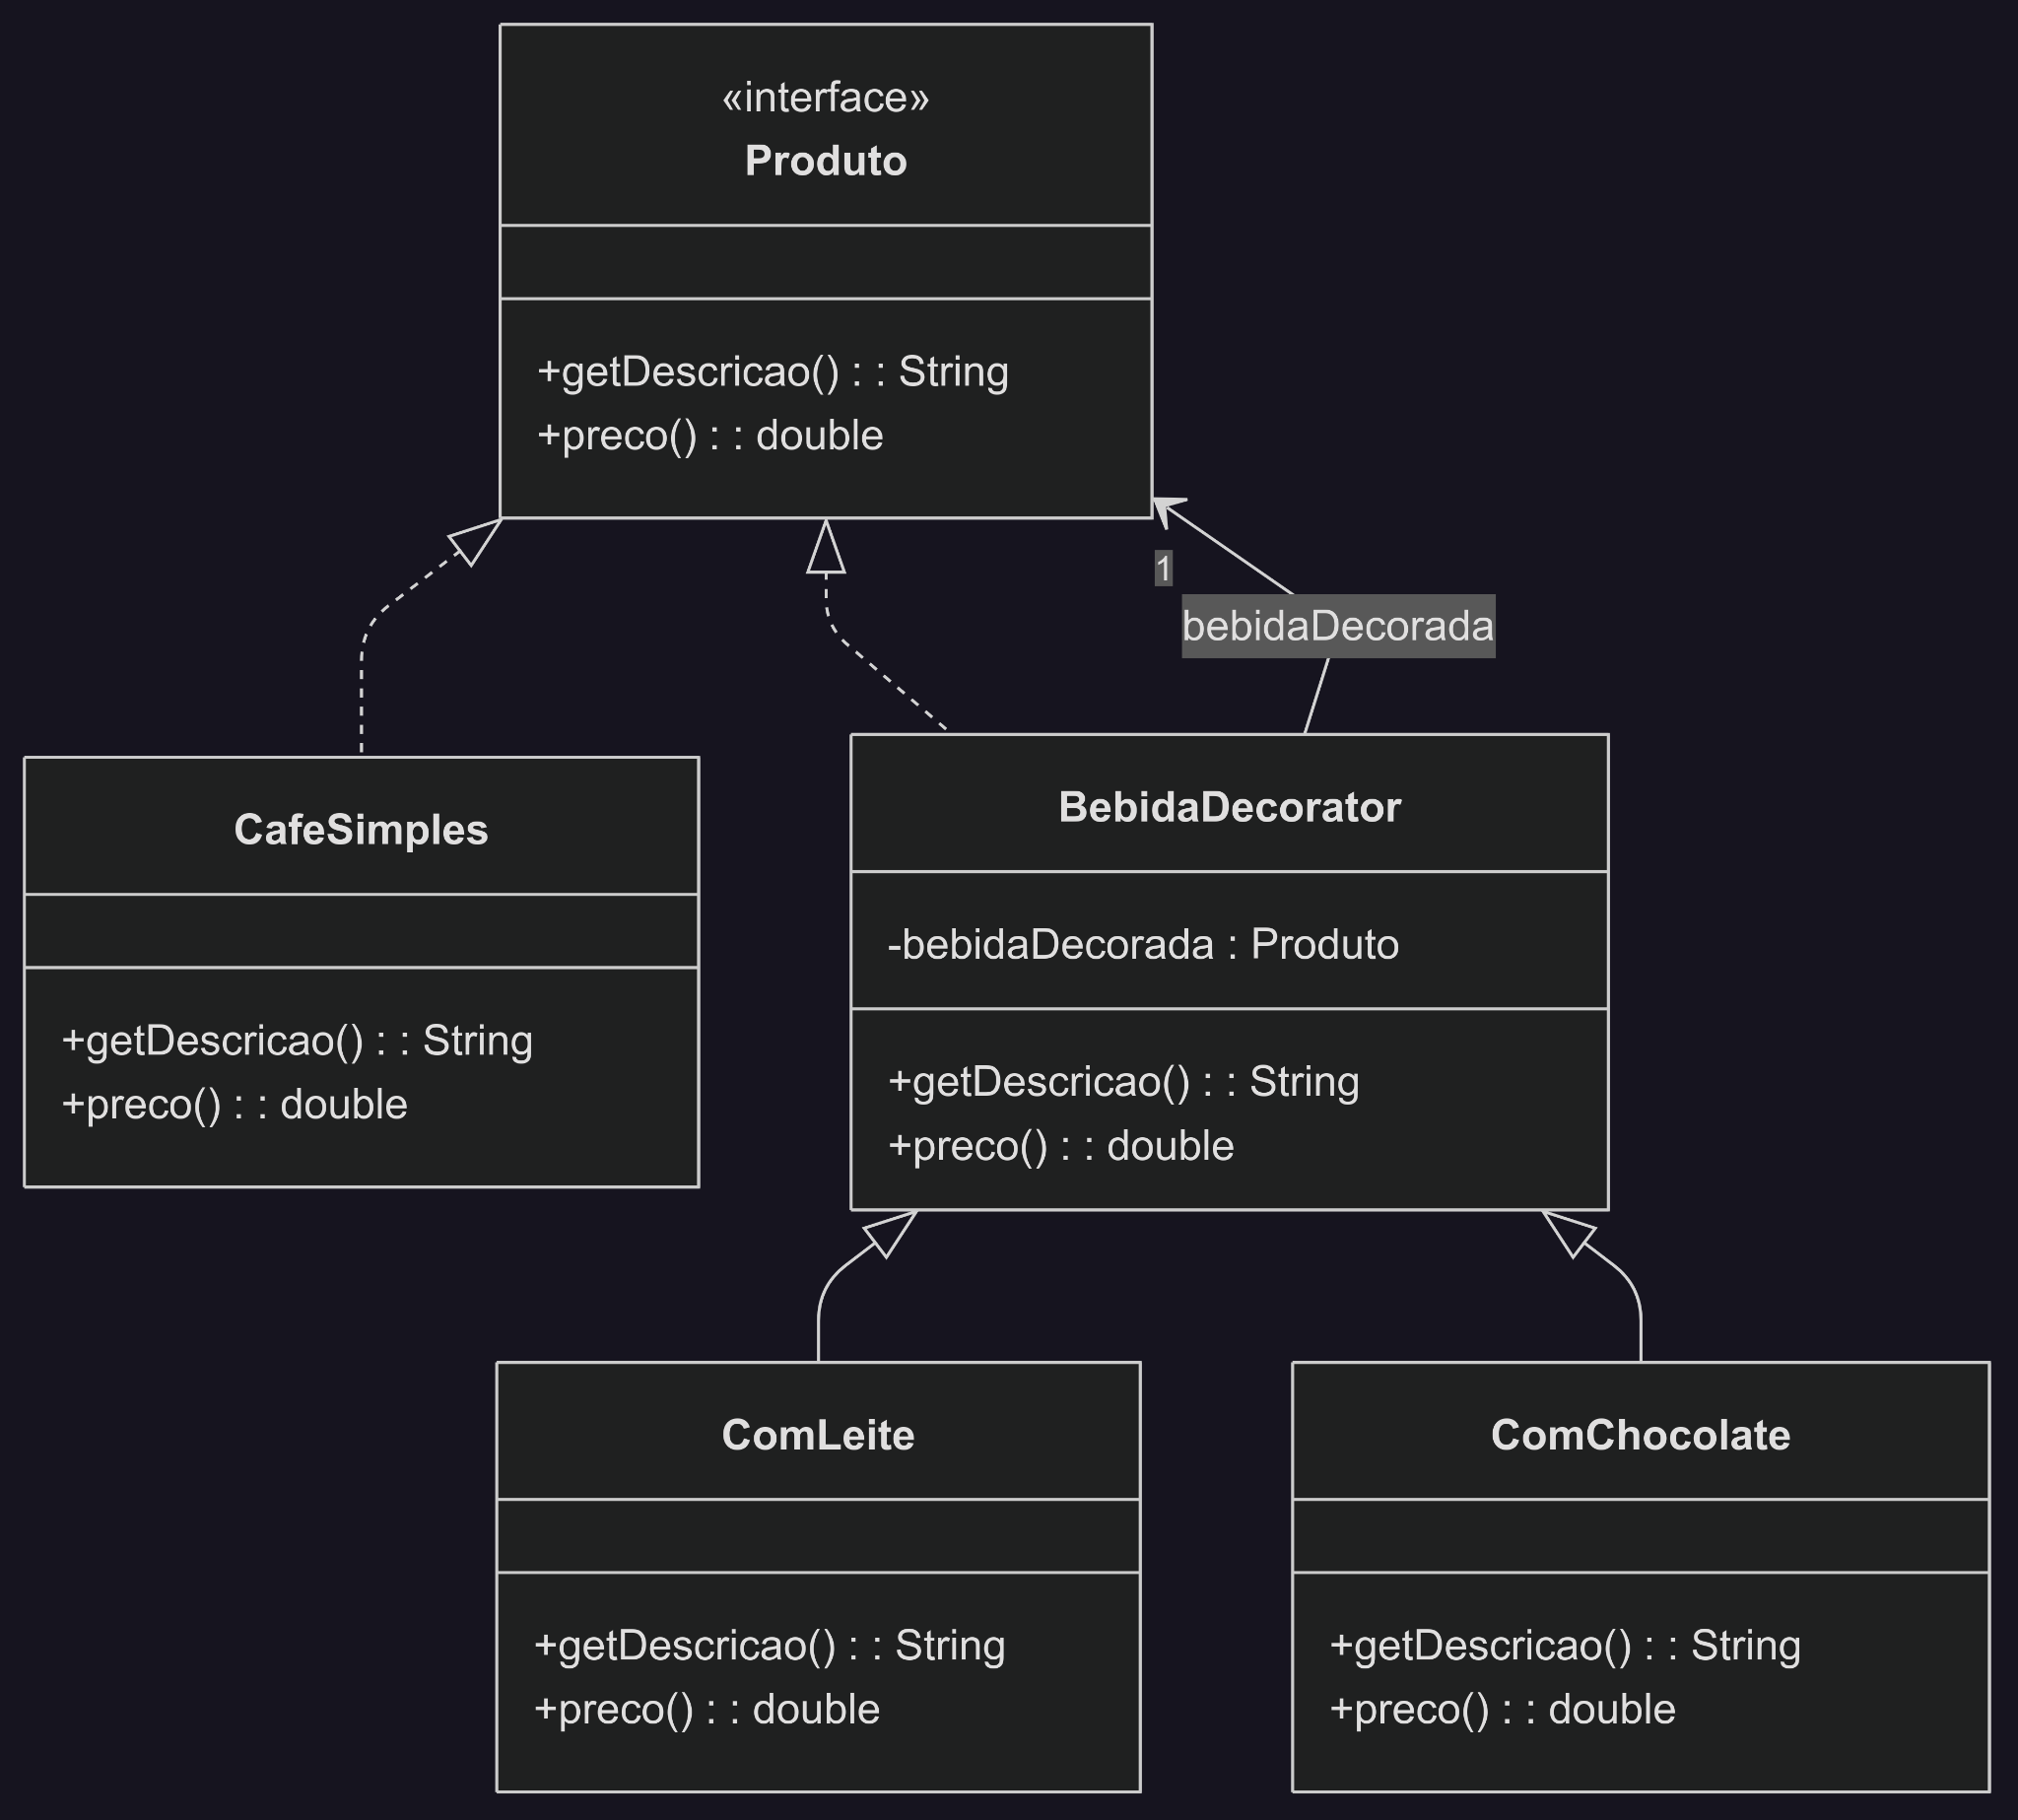 «interface»
Produto
+getDescricao() : : String
+preco() : : double
1
bebidaDecorada
CafeSimples
+getDescricao() : : String
+preco() : : double
BebidaDecorator
-bebidaDecorada : Produto
+getDescricao() : : String
+preco() : : double
ComLeite
+getDescricao() : : String
+preco() : : double
ComChocolate
+getDescricao() : : String
+preco() : : double